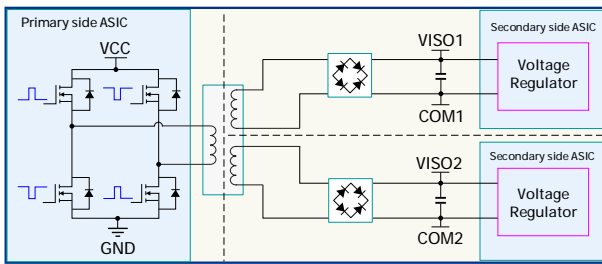 Primary side ASIC
VCC
GND
VISO1
COM1
Secondary side ASIC
Voltage
Regulator
VISO2
COM2
Secondary side ASIC
Voltage
Regulator